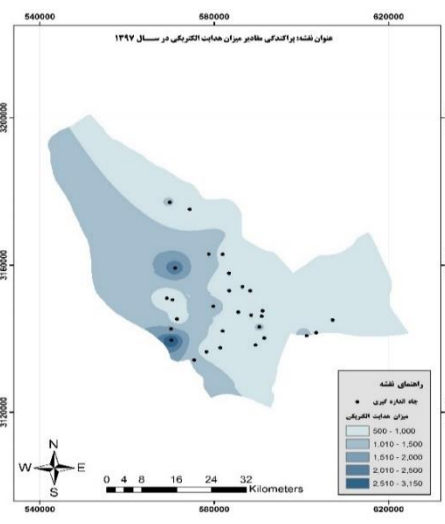 540000 580000 620000
عنوان نقشه: پراکندگی مقادیر میزان هدایت الکتریکی در ســال ۱۳۹۷
3200000
3160000
3120000
راهنمای نقشه
چاه اندازه گیری
میزان هدایت الکتریکی
500 - 1,000
1,010 - 1,500
1,510 - 2,000
2,010 - 2,500
2,510 - 3,150
N
W E
S
0 4 8 16 24 32
Kilometers
540000 580000 620000